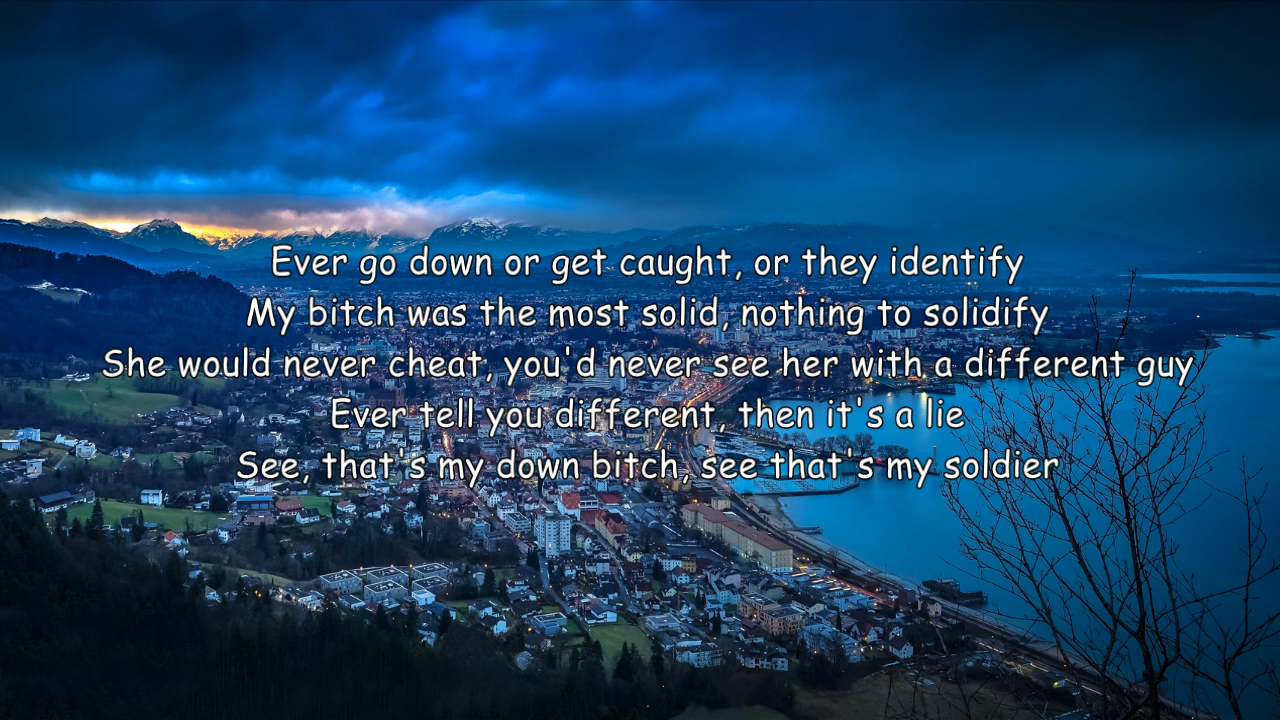 Ever go down or get caught, or they identify
My bitch was the most solid, nothing to solidify
She would never cheat, you'd never see her with a different guy
Ever tell you different, then it's a lie
See, that's my down bitch, see that's my soldier